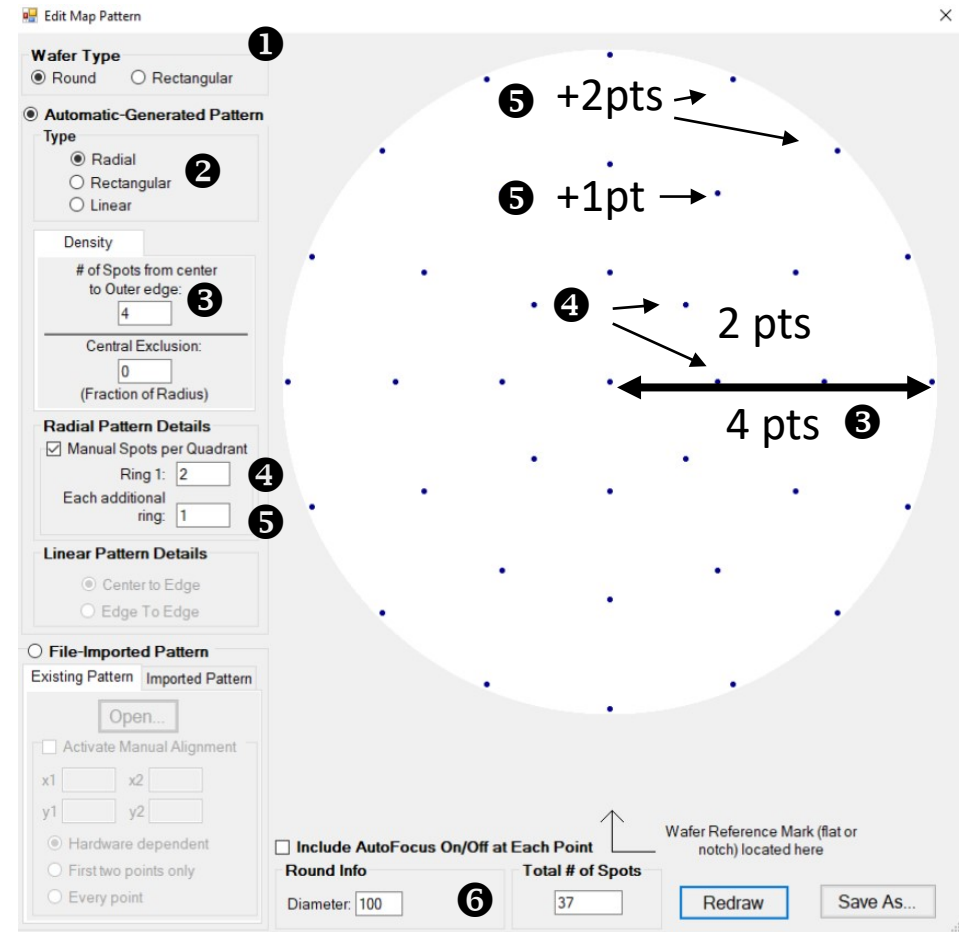 Edit Map Pattern
❶
Wafer Type
Round Rectangular
Automatic-Generated Pattern
Type
Radial
Rectangular
Linear
❷
Density
# of Spots from center
to Outer edge:
4
❸
Central Exclusion:
0
(Fraction of Radius)
Radial Pattern Details
Manual Spots per Quadrant
Ring 1: 2
❹
Each additional
ring: 1
❺
Linear Pattern Details
Center to Edge
Edge To Edge
File-Imported Pattern
Existing Pattern Imported Pattern
Open...
Activate Manual Alignment
x1 x2
y1 y2
Hardware dependent
First two points only
Every point
❺ +2pts
❺ +1pt
❹
2 pts
4 pts ❸
Wafer Reference Mark (flat or
notch) located here
Include AutoFocus On/Off at Each Point
Round Info
Diameter: 100
❻
Total # of Spots
37
Redraw
Save As...